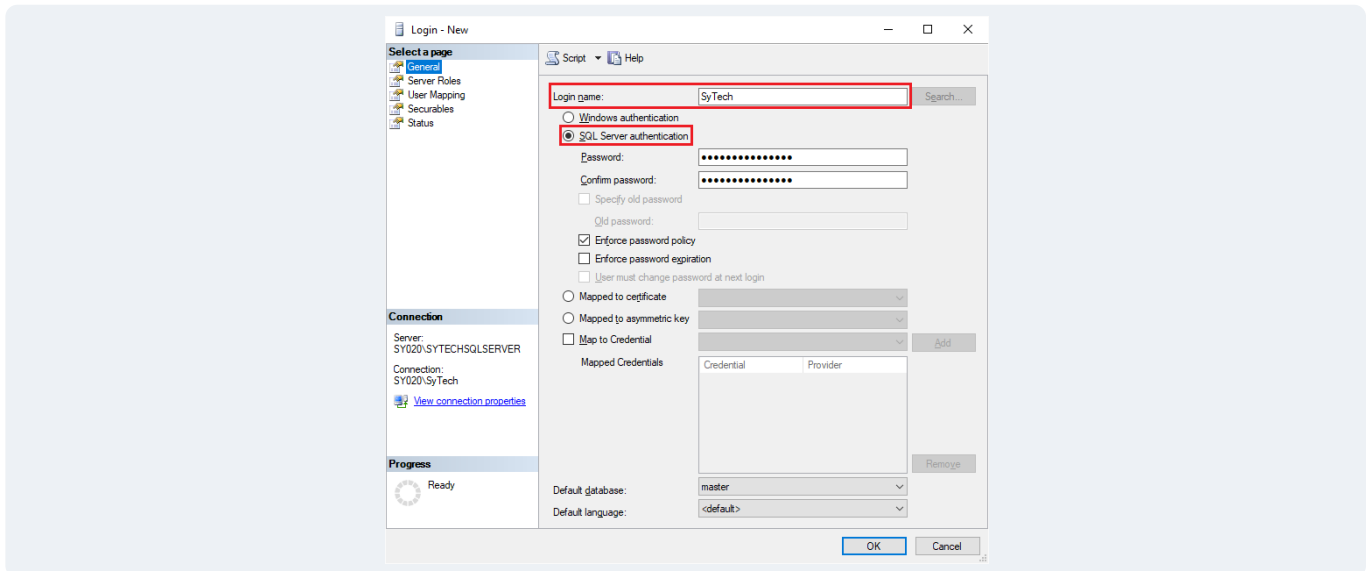 Login - New
Select a page
General
Server Roles
User Mapping
Securables
Status
Connection
Server:
SY020\SYTECHSQLSERVER
Connection:
SY020\SyTech
View connection properties
Progress
Ready
Script Help
Login name: SyTech Search...
Windows authentication
SQL Server authentication
Password: ●●●●●●●●●●●●●●●
Confirm password: ●●●●●●●●●●●●●●●
Specify old password
Old password:
Enforce password policy
Enforce password expiration
User must change password at next login
Mapped to certificate
Mapped to asymmetric key
Map to Credential Add
Mapped Credentials Credential Provider
Remove
Default database: master
Default language: <default>
OK Cancel